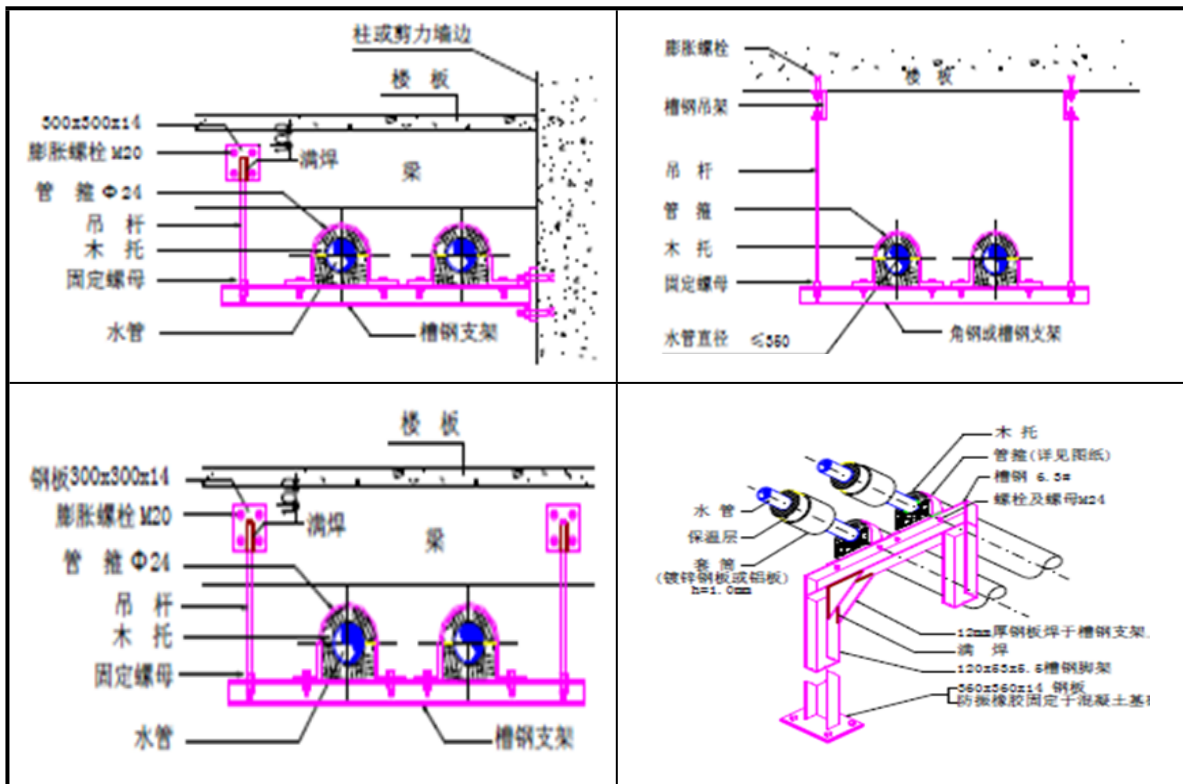 柱或剪力墙边
楼 板
300x300x14
膨胀螺栓 M20
满焊
梁
管 箍 Φ24
吊 杆
木 托
固定螺母
水管
槽钢支架
膨胀螺栓
楼 板
槽钢吊架
吊 杆
管 箍
木 托
固定螺母
水管直径 ≤350
角钢或槽钢支架
楼 板
钢板300x300x14
膨胀螺栓 M20
满焊
梁
管 箍 Φ24
吊 杆
木 托
固定螺母
水管
槽钢支架
木 托
管箍(详见图纸)
槽钢 6.3#
螺栓及螺母M24
水 管
保温层
套 筒
(镀锌钢板或铝板)
h=1.0mm
12mm厚钢板焊于槽钢支架
满 焊
120x53x5.5槽钢脚架
360x360x14 钢板
防振橡胶固定于混凝土基